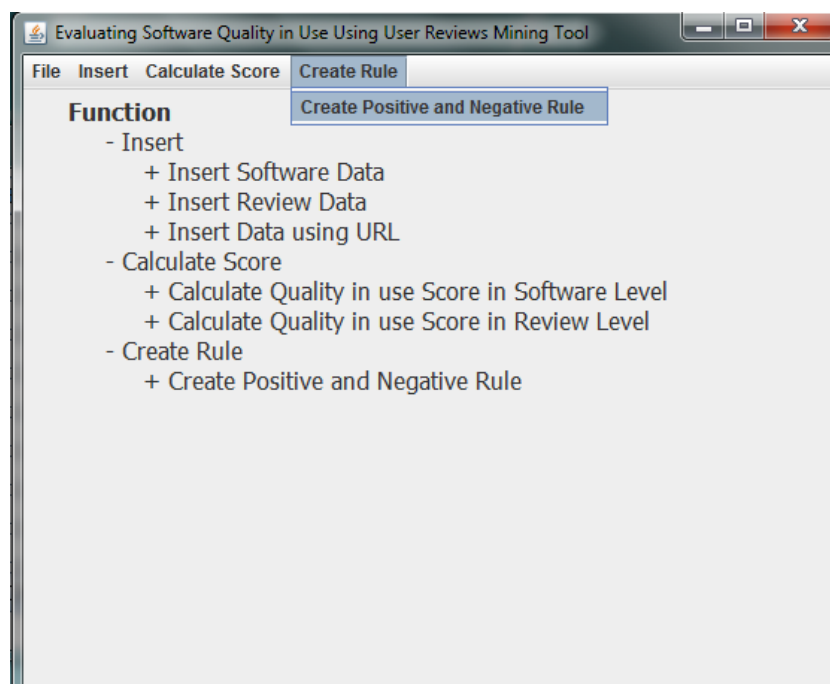 Evaluating Software Quality in Use Using User Reviews Mining Tool
File Insert Calculate Score Create Rule
Create Positive and Negative Rule
Function
- Insert
+ Insert Software Data
+ Insert Review Data
+ Insert Data using URL
- Calculate Score
+ Calculate Quality in use Score in Software Level
+ Calculate Quality in use Score in Review Level
- Create Rule
+ Create Positive and Negative Rule